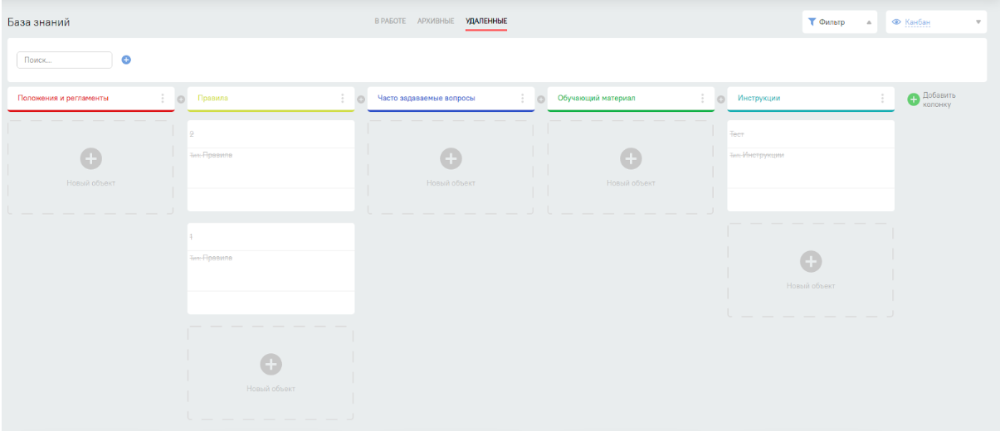 База знаний
В РАБОТЕ АРХИВНЫЕ УДАЛЕННЫЕ
Фильтр
Канбан
Поиск...
Положения и регламенты
Правила
Часто задаваемые вопросы
Обучающий материал
Инструкции
Добавить
колонку
Новый объект
2
Тип: Правила
1
Тип: Правила
Новый объект
Новый объект
Новый объект
Тест
Тип: Инструкции
Новый объект